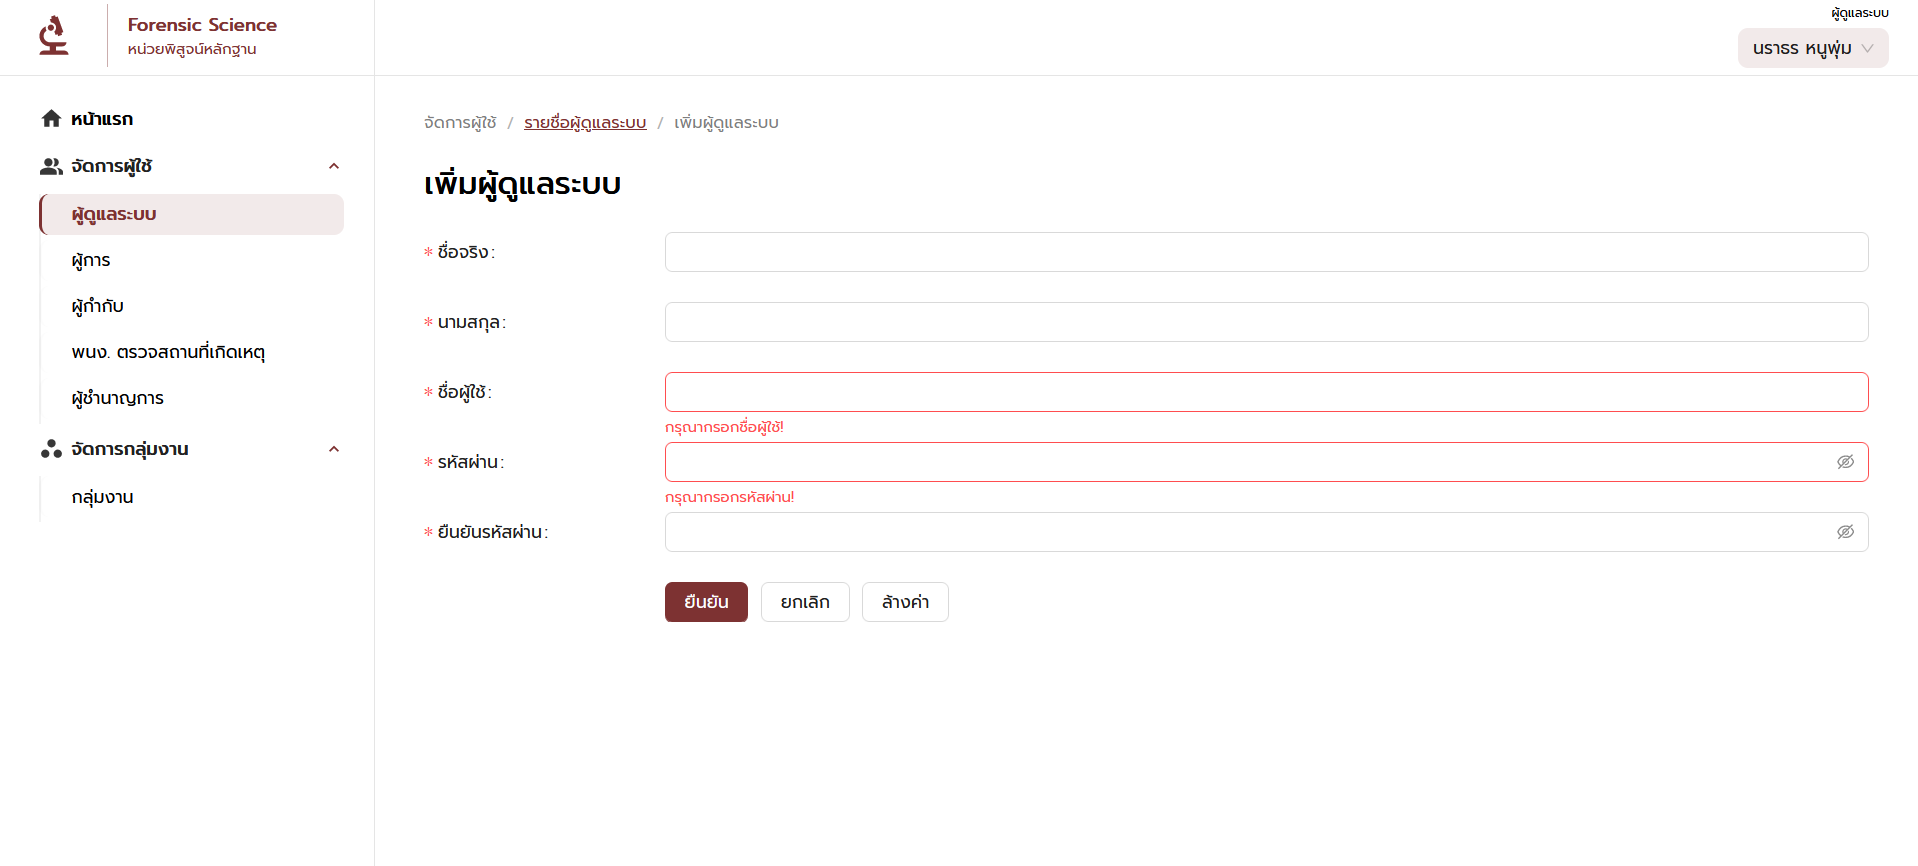 Forensic Science
หน่วยพิสูจน์หลักฐาน
ผู้ดูแลระบบ
นราธร หนูพุ่ม
หน้าแรก
จัดการผู้ใช้
ผู้ดูแลระบบ
ผู้การ
ผู้กำกับ
พนง. ตรวจสถานที่เกิดเหตุ
ผู้ชำนาญการ
จัดการกลุ่มงาน
กลุ่มงาน
จัดการผู้ใช้ / รายชื่อผู้ดูแลระบบ / เพิ่มผู้ดูแลระบบ
เพิ่มผู้ดูแลระบบ
* ชื่อจริง:
* นามสกุล:
* ชื่อผู้ใช้:
กรุณากรอกชื่อผู้ใช้!
* รหัสผ่าน:
กรุณากรอกรหัสผ่าน!
* ยืนยันรหัสผ่าน:
ยืนยัน ยกเลิก ล้างค่า